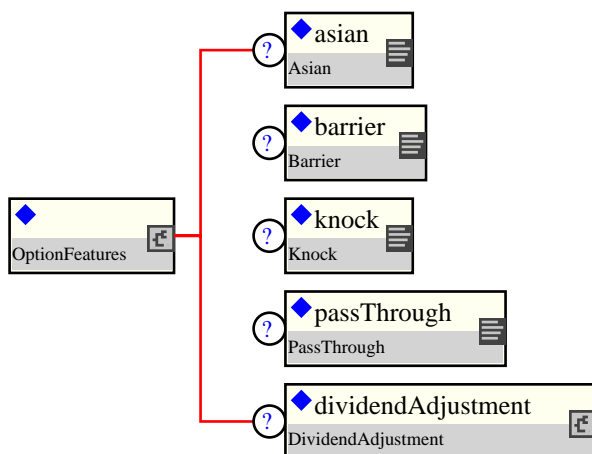 asian
?
Asian
barrier
?
Barrier
knock
?
OptionFeatures
Knock
passThrough
?
PassThrough
dividendAdjustment
?
DividendAdjustment